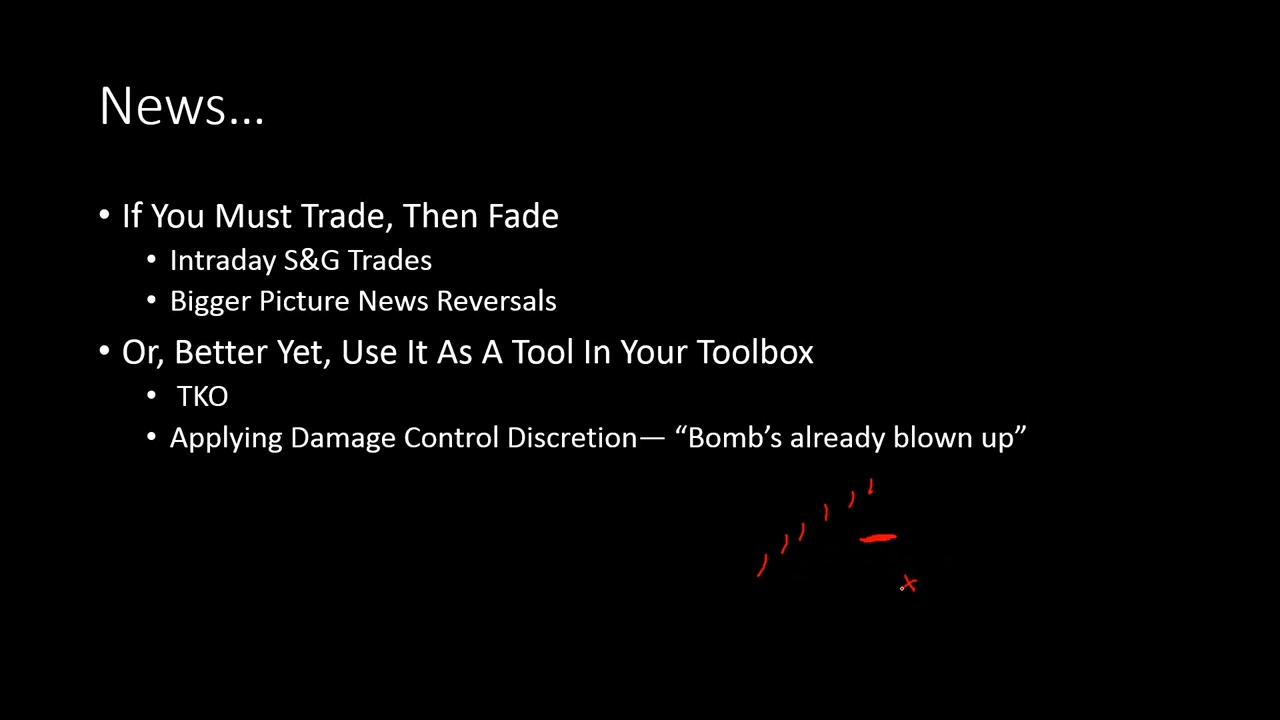 News…
• If You Must Trade, Then Fade
• Intraday S&G Trades
• Bigger Picture News Reversals
• Or, Better Yet, Use It As A Tool In Your Toolbox
• TKO
• Applying Damage Control Discretion— “Bomb’s already blown up”
x